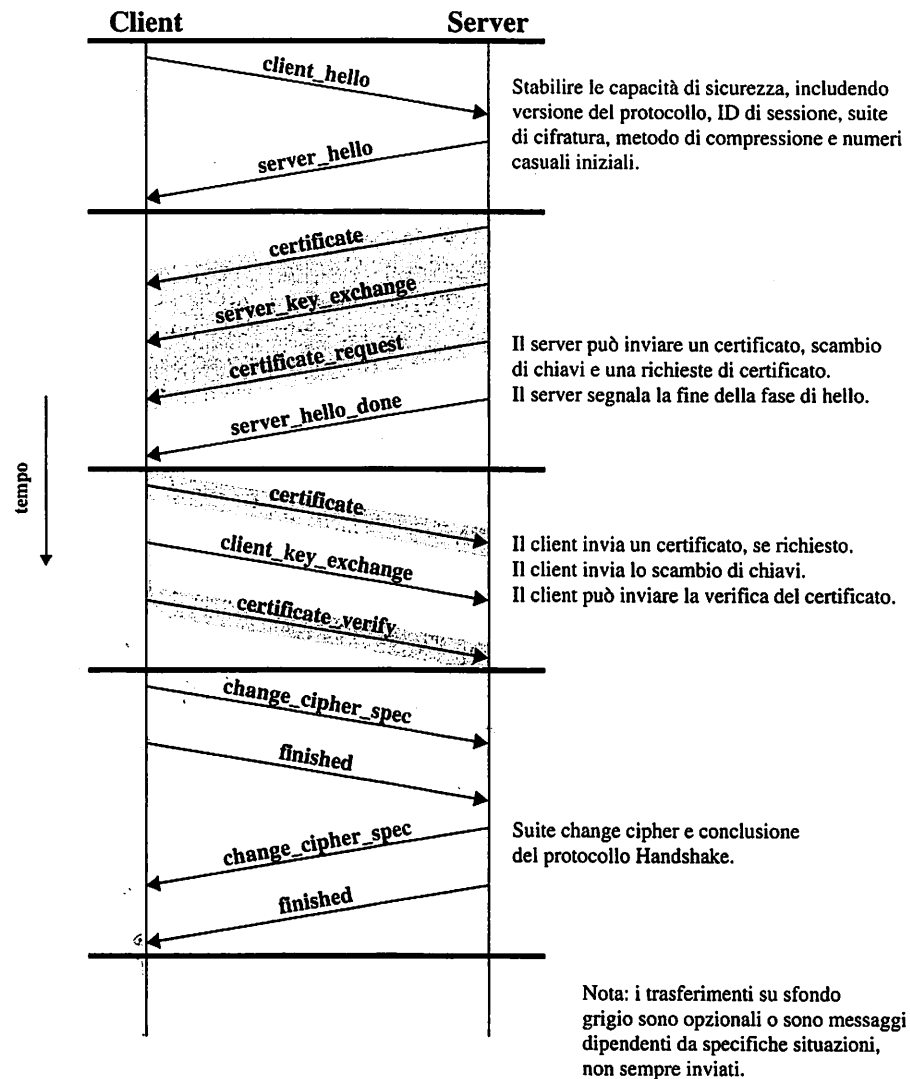 Client Server
client_hello
Stabilire le capacità di sicurezza, includendo
versione del protocollo, ID di sessione, suite
di cifratura, metodo di compressione e numeri
casuali iniziali.
server_hello
certificate
server_key_exchange
certificate_request
server_hello_done
Il server può inviare un certificato, scambio
di chiavi e una richieste di certificato.
Il server segnala la fine della fase di hello.
tempo
certificate
client_key_exchange
certificate_verify
Il client invia un certificato, se richiesto.
Il client invia lo scambio di chiavi.
Il client può inviare la verifica del certificato.
change_cipher_spec
finished
change_cipher_spec
finished
Suite change cipher e conclusione
del protocollo Handshake.
Nota: i trasferimenti su sfondo
grigio sono opzionali o sono messaggi
dipendenti da specifiche situazioni,
non sempre inviati.